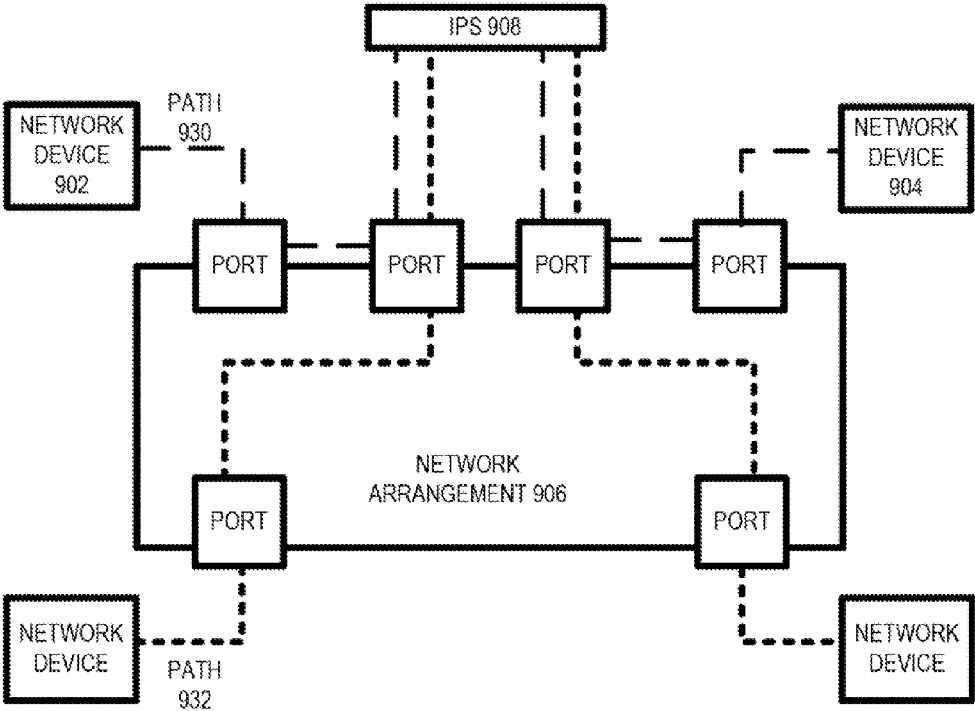 IPS 908
PATH
930
NETWORK
DEVICE
902
NETWORK
DEVICE
904
PORT
PORT
PORT
PORT
NETWORK
ARRANGEMENT 906
PORT
PORT
NETWORK
DEVICE
PATH
932
NETWORK
DEVICE